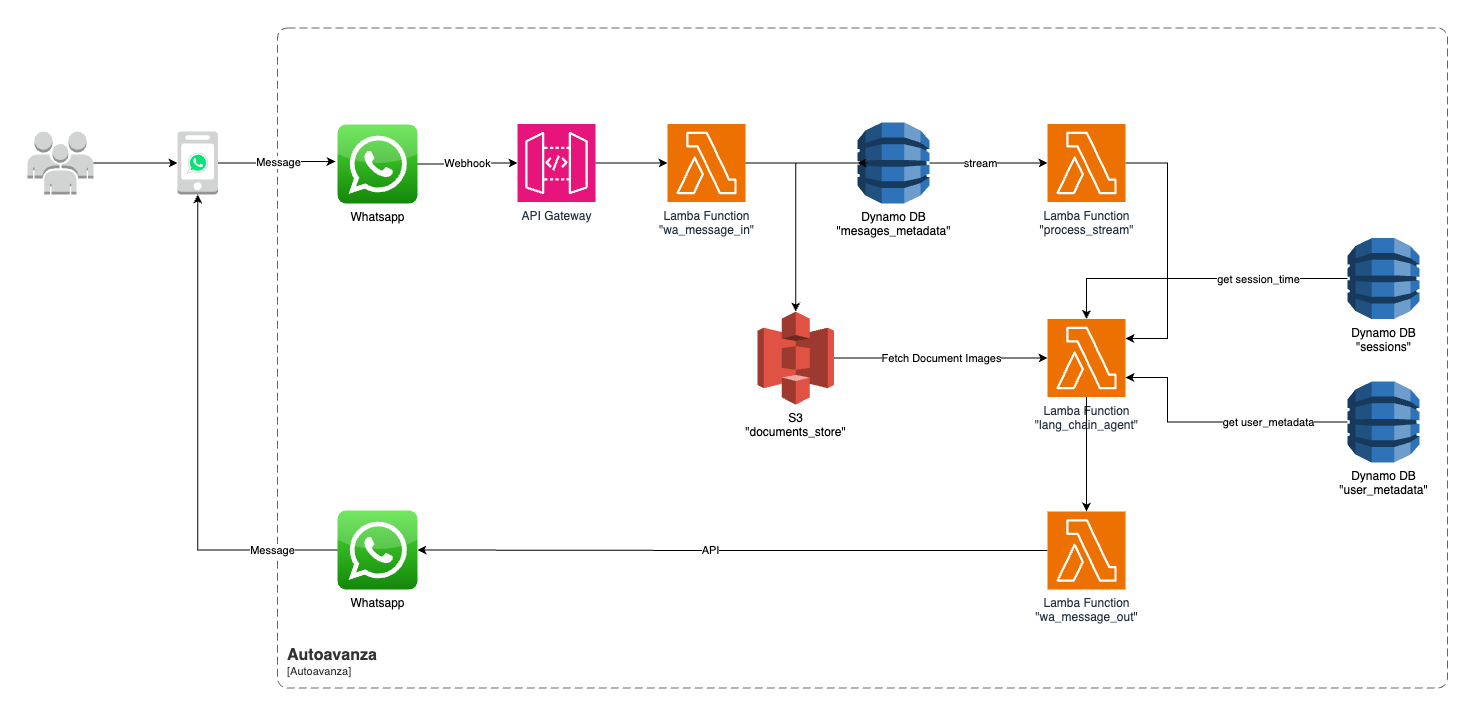 Message
Webhook
stream
Whatsapp
API Gateway
Lamba Function
"wa_message_in"
Dynamo DB
"mesages_metadata"
Lamba Function
"process_stream"
get session_time
Dynamo DB
"sessions"
Fetch Document Images
S3
"documents_store"
Lamba Function
"lang_chain_agent"
get user_metadata
Dynamo DB
"user_metadata"
Message
API
Whatsapp
Lamba Function
"wa_message_out"
Autoavanza
[Autoavanza]